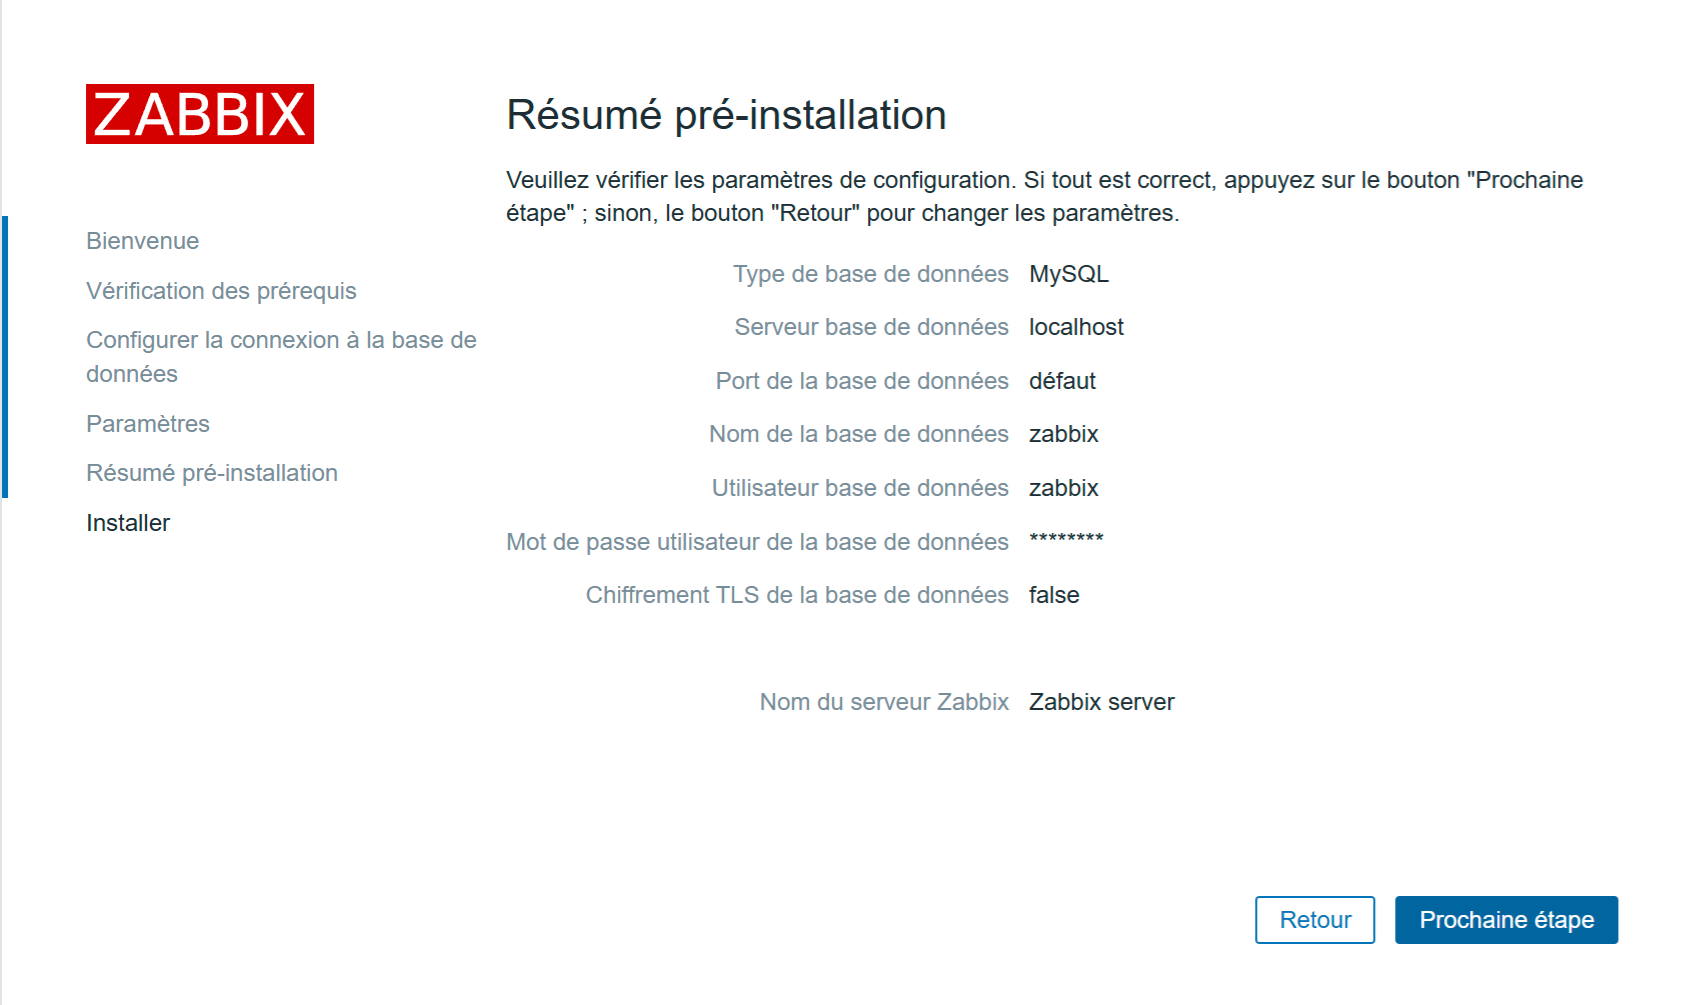 ZABBIX
Bienvenue
Vérification des prérequis
Configurer la connexion à la base de
données
Paramètres
Résumé pré-installation
Installer
Résumé pré-installation
Veuillez vérifier les paramètres de configuration. Si tout est correct, appuyez sur le bouton "Prochaine
étape" ; sinon, le bouton "Retour" pour changer les paramètres.
Type de base de données MySQL
Serveur base de données localhost
Port de la base de données défaut
Nom de la base de données zabbix
Utilisateur base de données zabbix
Mot de passe utilisateur de la base de données ********
Chiffrement TLS de la base de données false
Nom du serveur Zabbix Zabbix server
Retour Prochaine étape